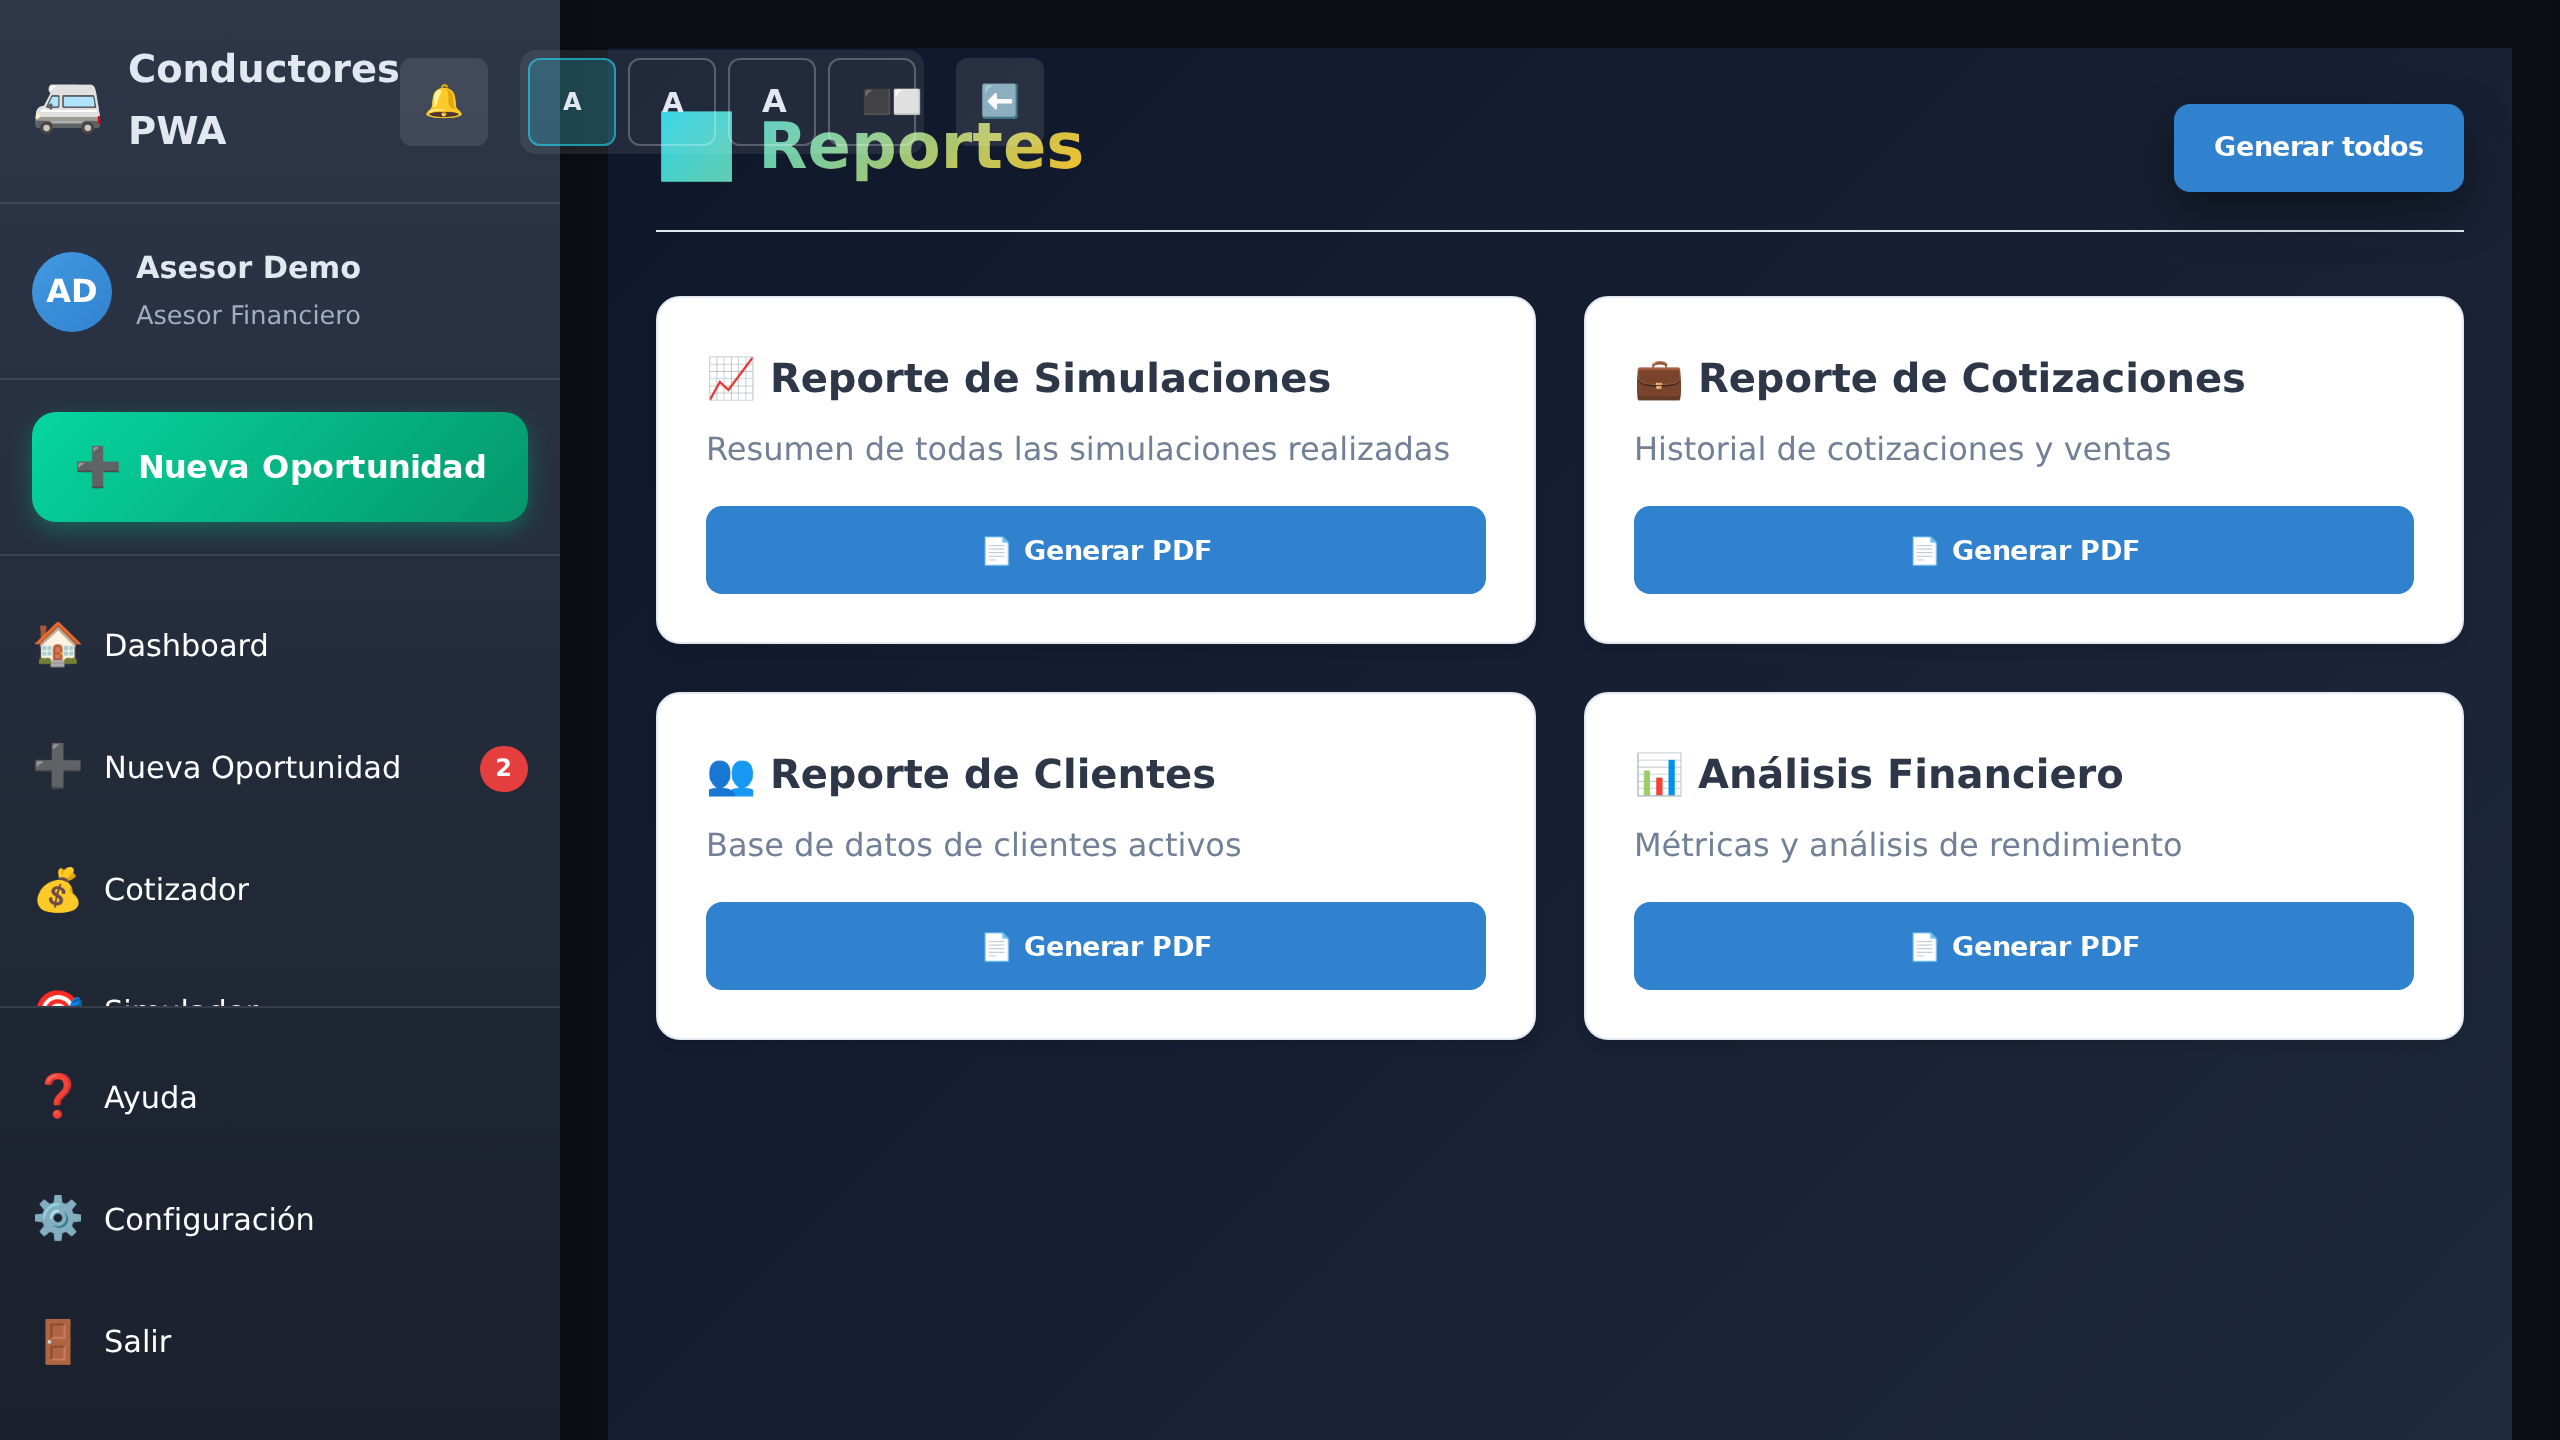 Conductores
PWA
A
A
A
Asesor Demo
AD
Asesor Financiero
Nueva Oportunidad
Dashboard
Nueva Oportunidad
2
Cotizador
Simulador
Ayuda
Configuración
Salir
Reportes
Generar todos
Reporte de Simulaciones
Resumen de todas las simulaciones realizadas
Generar PDF
Reporte de Cotizaciones
Historial de cotizaciones y ventas
Generar PDF
Reporte de Clientes
Base de datos de clientes activos
Generar PDF
Análisis Financiero
Métricas y análisis de rendimiento
Generar PDF